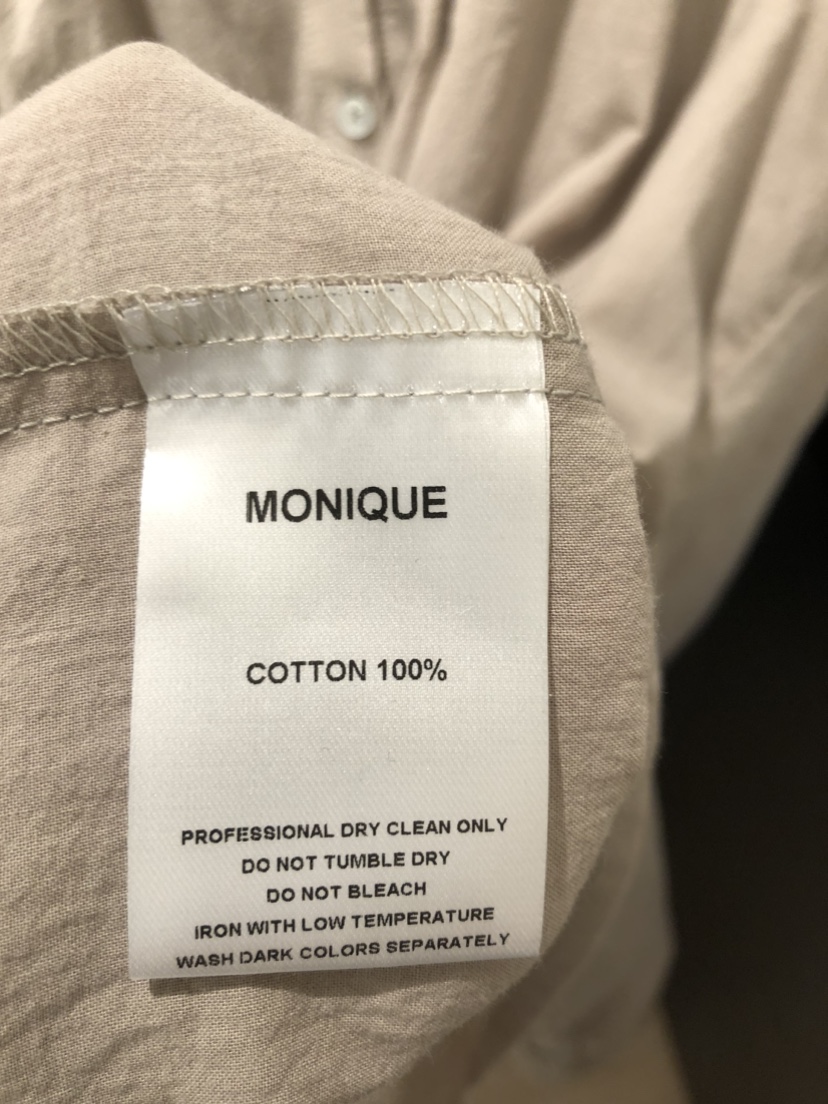 MONIQUE
COTTON 100%
PROFESSIONAL DRY CLEAN ONLY
DO NOT TUMBLE DRY
DO NOT BLEACH
IRON WITH LOW TEMPERATURE
WASH DARK COLORS SEPARATELY